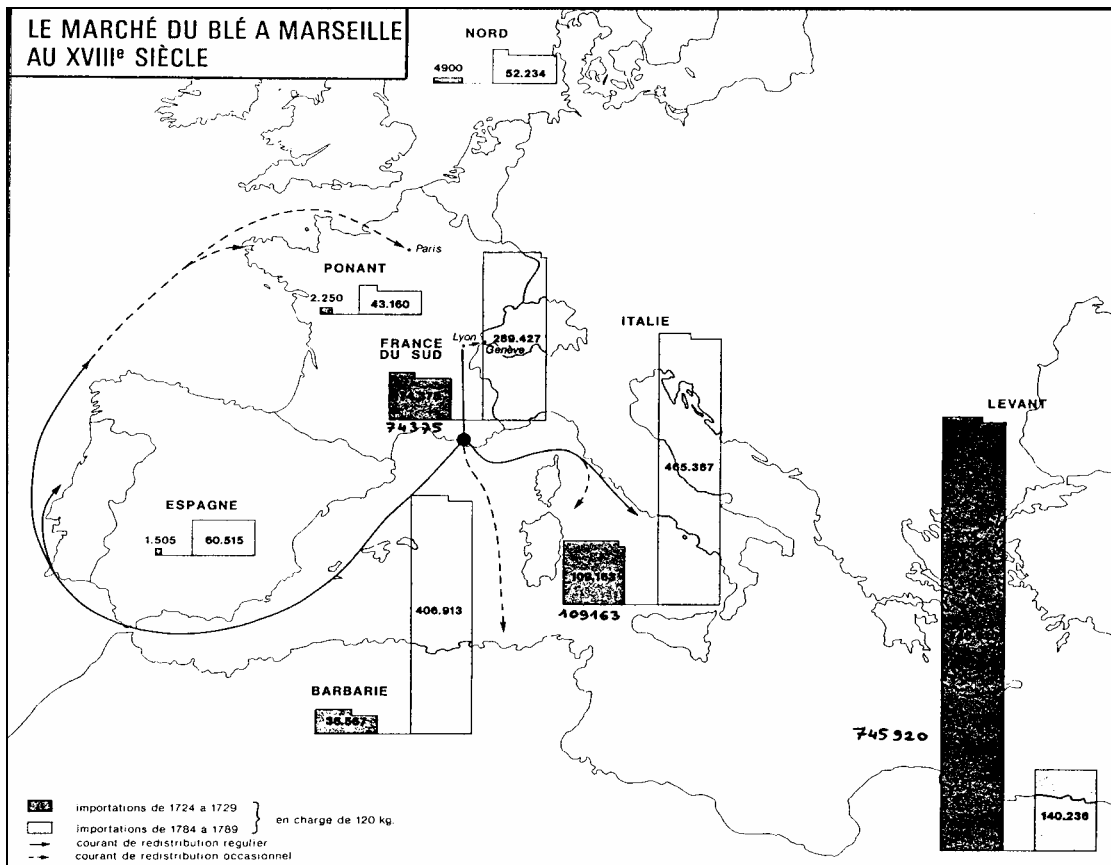 LE MARCHÉ DU BLÉ A MARSEILLE
AU XVIIIe SIÈCLE
NORD
4900
52.234
Paris
PONANT
2.250
43.160
Lyon
289.427
Genève
FRANCE
DU SUD
74375
ITALIE
465.387
LEVANT
ESPAGNE
1.505
60.515
406.913
109.163
109163
BARBARIE
36.567
745920
140.236
importations de 1724 a 1729
importations de 1784 a 1789
en charge de 120 kg.
courant de redistribution regulier
courant de redistribution occasionnel